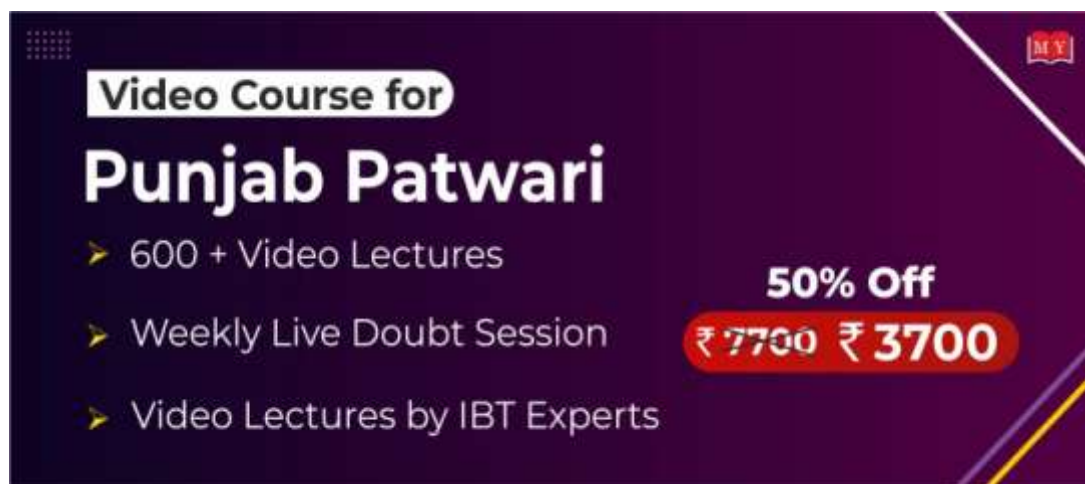 MY
Video Course for
Punjab Patwari
➤ 600 + Video Lectures
➤ Weekly Live Doubt Session
➤ Video Lectures by IBT Experts
50% Off
₹ 7700 ₹ 3700